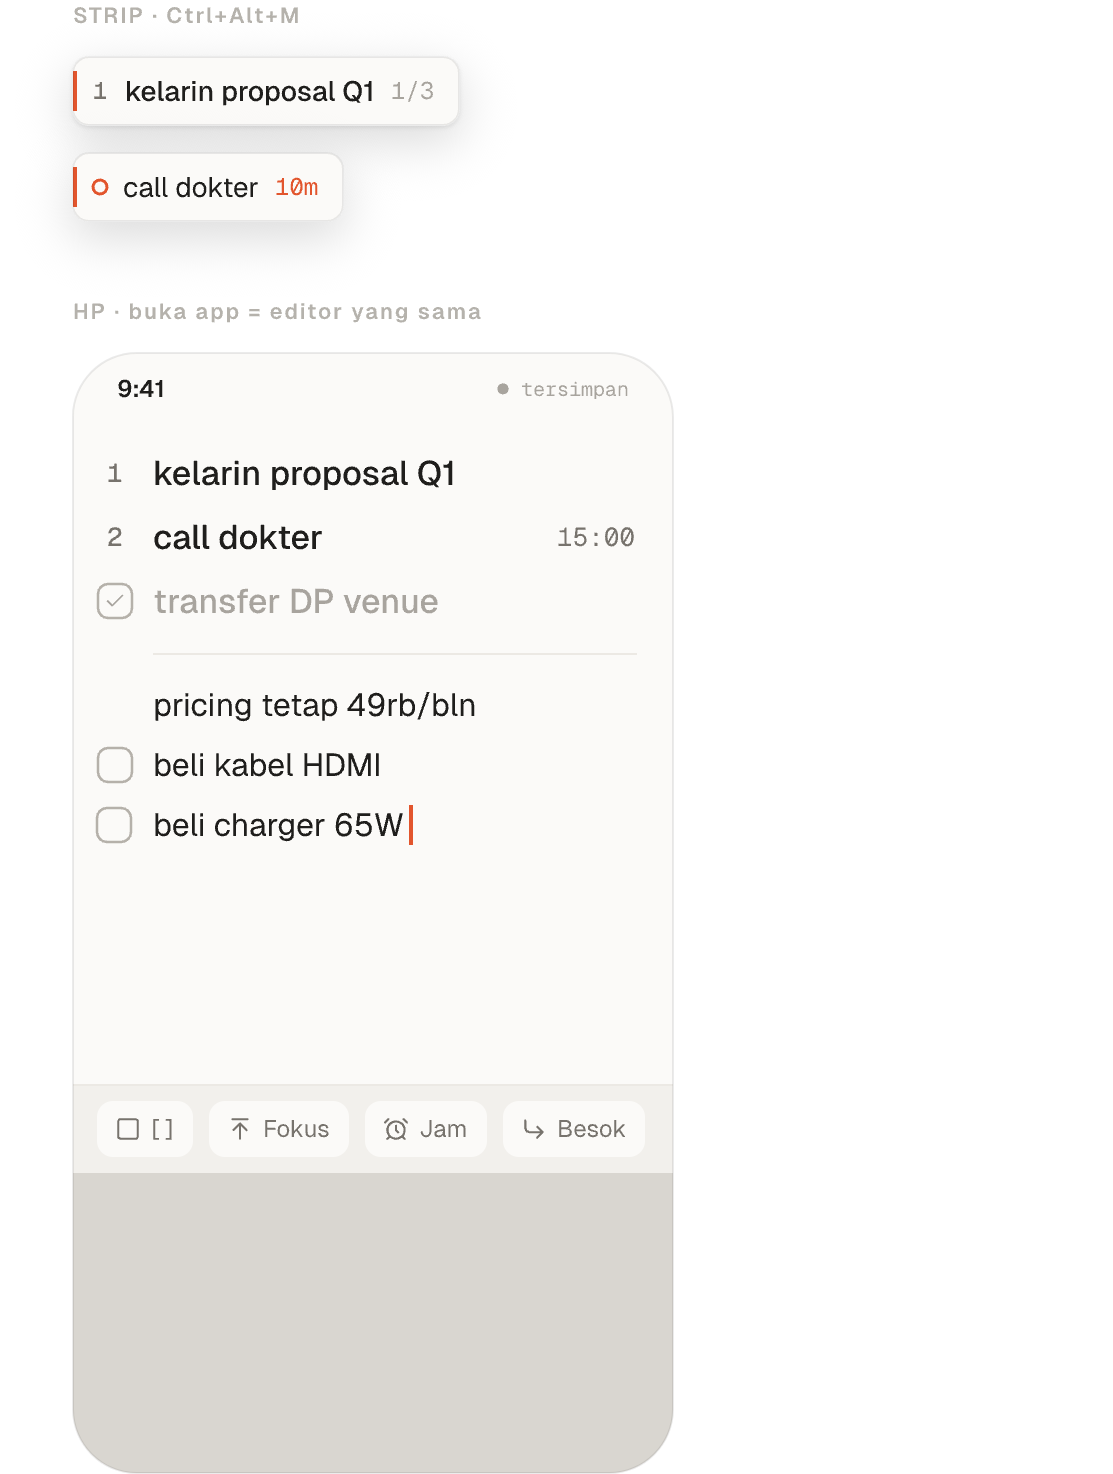 STRIP · Ctrl+Alt+M
1 kelarin proposal Q1 1/3
call dokter 10m
HP · buka app = editor yang sama
9:41 tersimpan
1 kelarin proposal Q1
2 call dokter 15:00
transfer DP venue
pricing tetap 49rb/bln
beli kabel HDMI
beli charger 65W
[] Fokus Jam Besok